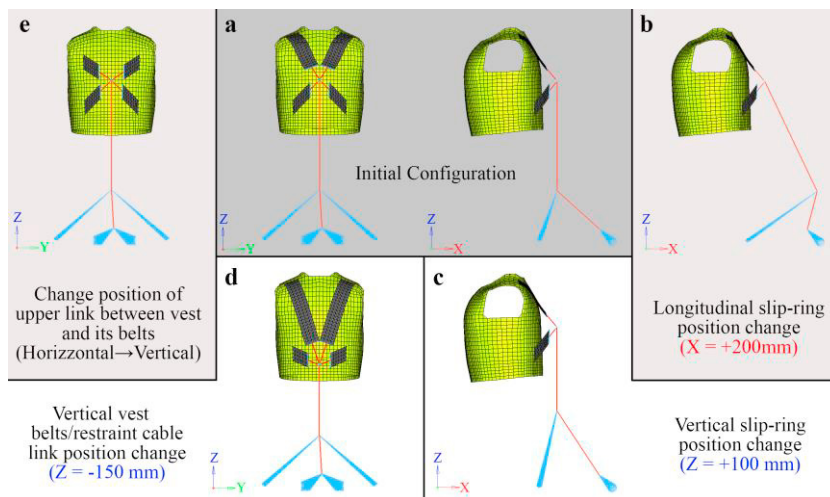 e
a
b
Initial Configuration
Z
Y
Z
Y
Z
X
Z
X
Change position of
upper link between vest
and its belts
(Horizzontal→Vertical)
d
c
Longitudinal slip-ring
position change
(X = +200mm)
Vertical vest
belts/restraint cable
link position change
(Z = -150 mm)
Z
Y
Z
X
Vertical slip-ring
position change
(Z = +100 mm)